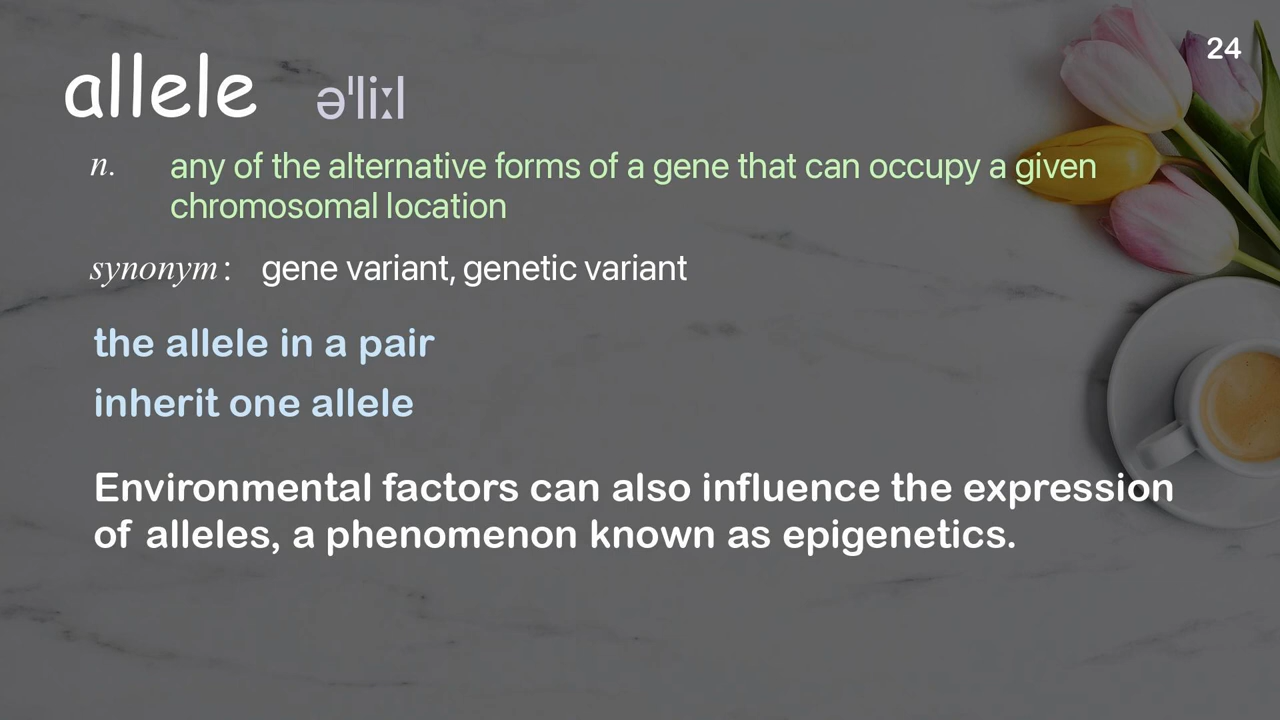 24
allele əˈliːl
n. any of the alternative forms of a gene that can occupy a given
chromosomal location
synonym: gene variant, genetic variant
the allele in a pair
inherit one allele
Environmental factors can also influence the expression
of alleles, a phenomenon known as epigenetics.